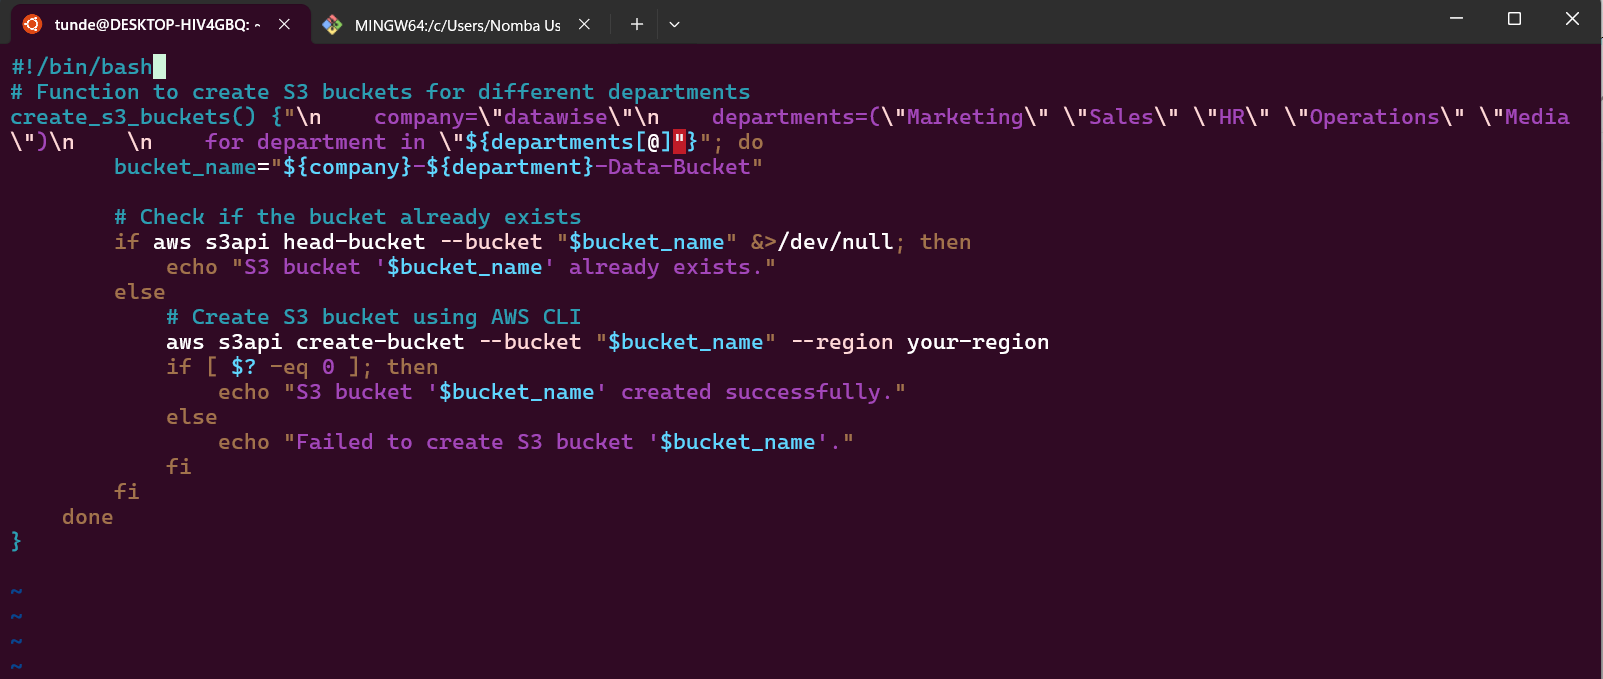 tunde@DESKTOP-HIV4GBQ: ~
MINGW64:/c/Users/Nomba Us
#!/bin/bash
# Function to create S3 buckets for different departments
create_s3_buckets() {"\n    company=\"datawise\"\n    departments=(\"Marketing\" \"Sales\" \"HR\" \"Operations\" \"Media
\")\n    \n    for department in \"${departments[@]"}"; do
        bucket_name="${company}-${department}-Data-Bucket"
        # Check if the bucket already exists
        if aws s3api head-bucket --bucket "$bucket_name" &>/dev/null; then
            echo "S3 bucket '$bucket_name' already exists."
        else
            # Create S3 bucket using AWS CLI
            aws s3api create-bucket --bucket "$bucket_name" --region your-region
            if [ $? -eq 0 ]; then
                echo "S3 bucket '$bucket_name' created successfully."
            else
                echo "Failed to create S3 bucket '$bucket_name'."
            fi
        fi
    done
}
~
~
~
~